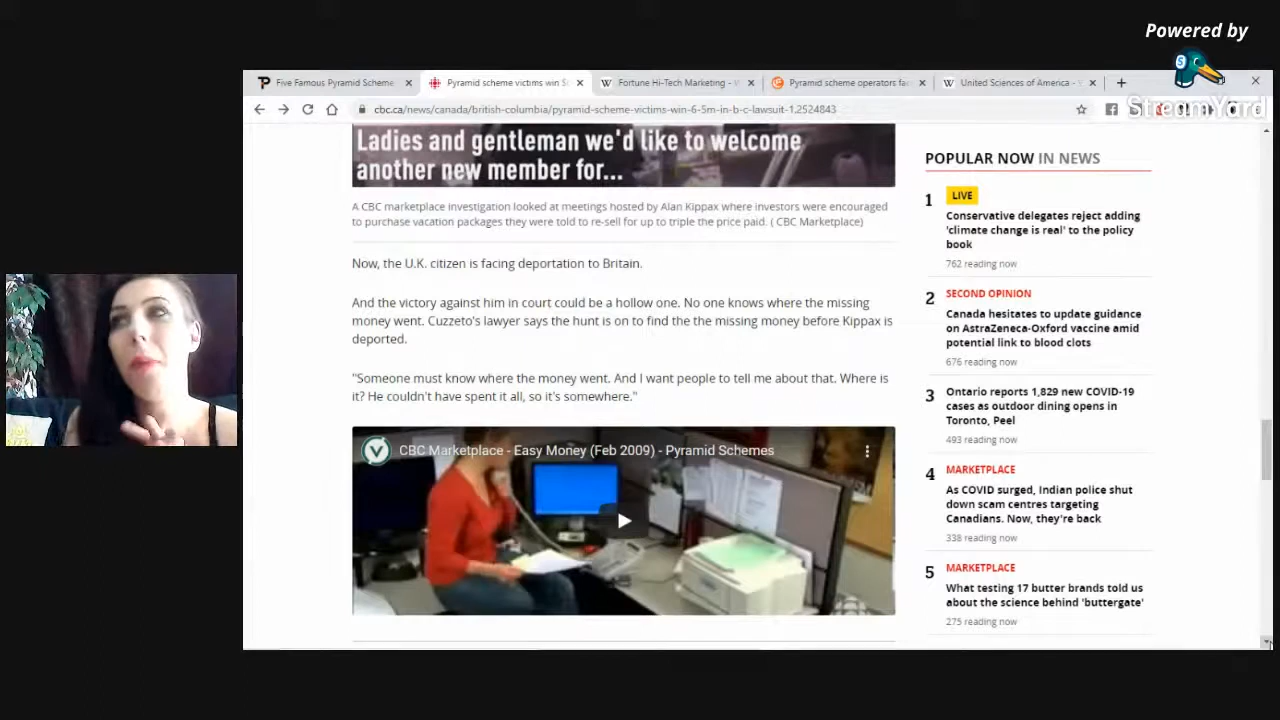 Powered by
StreamYard
Five Famous Pyramid Scheme
Pyramid scheme victims win $
Fortune Hi-Tech Marketing - W
Pyramid scheme operators fac
United Sciences of America - 
cbc.ca/news/canada/british-columbia/pyramid-scheme-victims-win-6-5m-in-b-c-lawsuit-1.2524843
Ladies and gentleman we'd like to welcome
another new member for...
A CBC marketplace investigation looked at meetings hosted by Alan Kippax where investors were encouraged
to purchase vacation packages they were told to re-sell for up to triple the price paid. ( CBC Marketplace)
Now, the U.K. citizen is facing deportation to Britain.
And the victory against him in court could be a hollow one. No one knows where the missing
money went. Cuzzeto's lawyer says the hunt is on to find the the missing money before Kippax is
deported.
"Someone must know where the money went. And I want people to tell me about that. Where is
it? He couldn't have spent it all, so it's somewhere."
CBC Marketplace - Easy Money (Feb 2009) - Pyramid Schemes
POPULAR NOW IN NEWS
1
LIVE
Conservative delegates reject adding
'climate change is real' to the policy
book
762 reading now
2
SECOND OPINION
Canada hesitates to update guidance
on AstraZeneca-Oxford vaccine amid
potential link to blood clots
676 reading now
3
Ontario reports 1,829 new COVID-19
cases as outdoor dining opens in
Toronto, Peel
493 reading now
4
MARKETPLACE
As COVID surged, Indian police shut
down scam centres targeting
Canadians. Now, they're back
338 reading now
5
MARKETPLACE
What testing 17 butter brands told us
about the science behind 'buttergate'
275 reading now